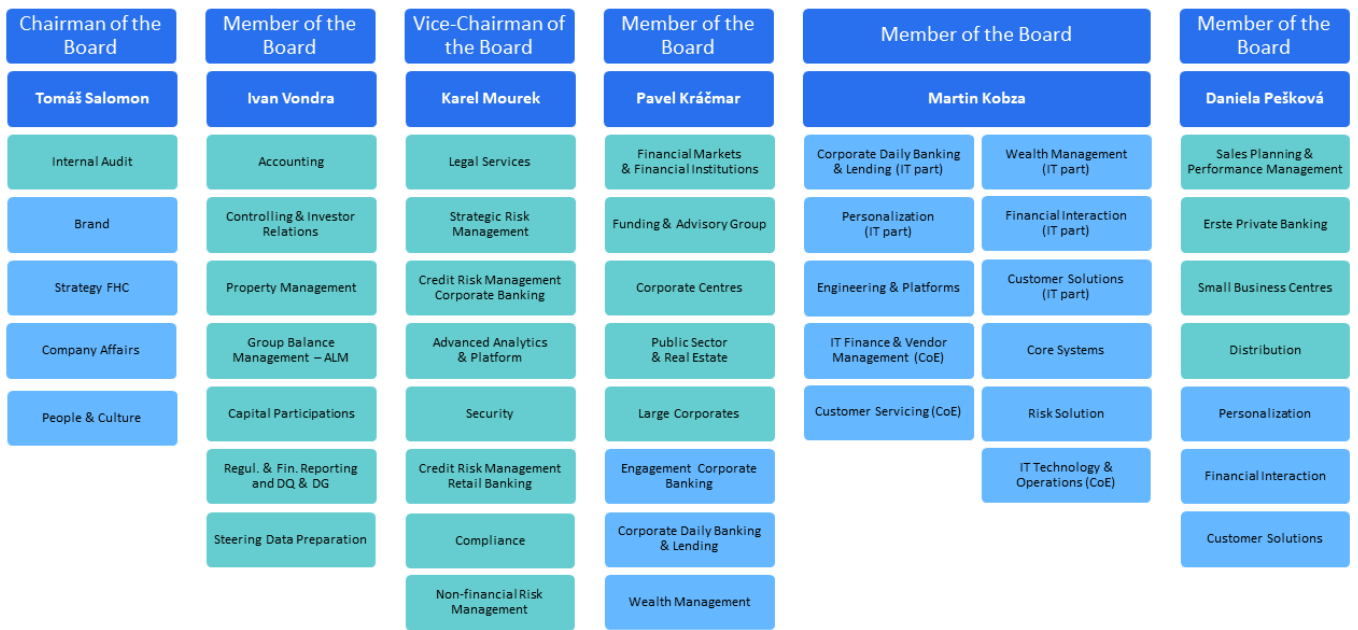 Chairman of the
Board
Tomáš Salomon
Internal Audit
Brand
Strategy FHC
Company Affairs
People & Culture
Member of the
Board
Ivan Vondra
Accounting
Controlling & Investor
Relations
Property Management
Group Balance
Management – ALM
Capital Participations
Regul. & Fin. Reporting
and DQ & DG
Steering Data Preparation
Vice-Chairman of
the Board
Karel Mourek
Legal Services
Strategic Risk
Management
Credit Risk Management
Corporate Banking
Advanced Analytics
& Platform
Security
Credit Risk Management
Retail Banking
Compliance
Non-financial Risk
Management
Member of the
Board
Pavel Kráčmar
Financial Markets
& Financial Institutions
Funding & Advisory Group
Corporate Centres
Public Sector
& Real Estate
Large Corporates
Engagement Corporate
Banking
Corporate Daily Banking
& Lending
Wealth Management
Member of the Board
Martin Kobza
Corporate Daily Banking
& Lending (IT part)
Personalization
(IT part)
Engineering & Platforms
IT Finance & Vendor
Management (CoE)
Customer Servicing (CoE)
Wealth Management
(IT part)
Financial Interaction
(IT part)
Customer Solutions
(IT part)
Core Systems
Risk Solution
IT Technology &
Operations (CoE)
Member of the
Board
Daniela Pešková
Sales Planning &
Performance Management
Erste Private Banking
Small Business Centres
Distribution
Personalization
Financial Interaction
Customer Solutions